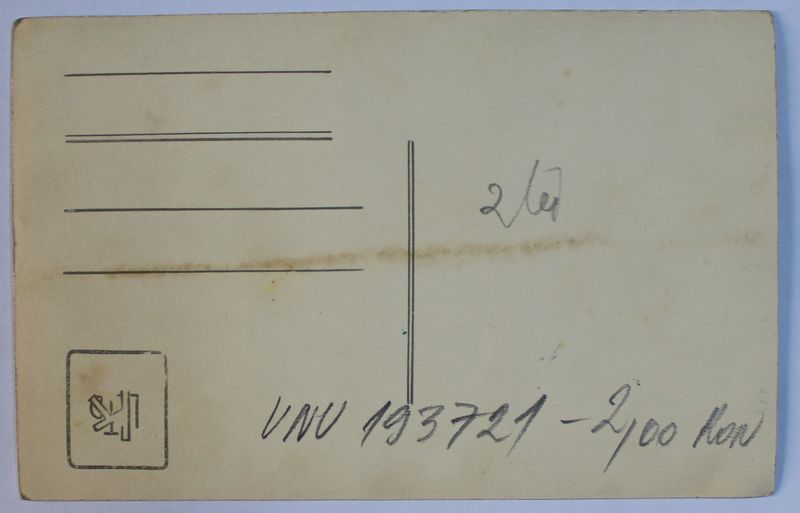 2 lei
VNU 193721 - 2,00 RON